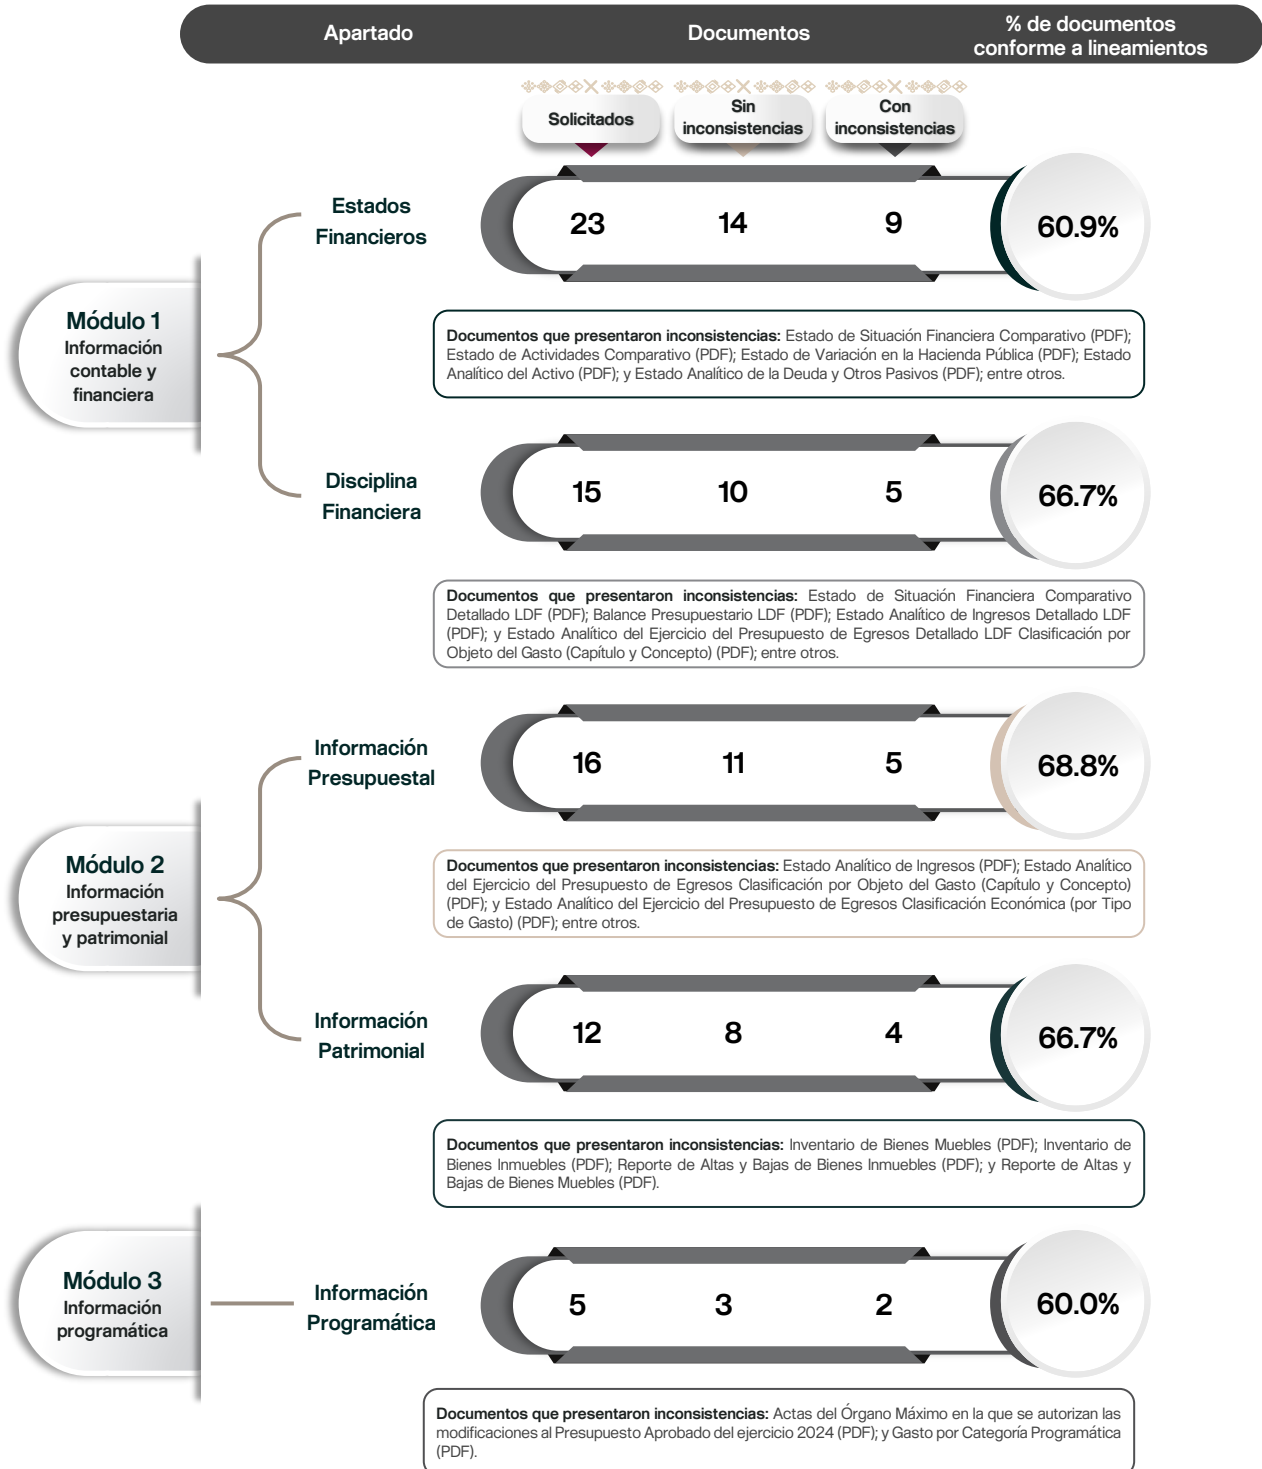 Apartado
Documentos
% de documentos
conforme a lineamientos
Solicitados
Sin
inconsistencias
Con
inconsistencias
Módulo 1
Información
contable y
financiera
Estados
Financieros
23
14
9
60.9%
Documentos que presentaron inconsistencias: Estado de Situación Financiera Comparativo (PDF);
Estado de Actividades Comparativo (PDF); Estado de Variación en la Hacienda Pública (PDF); Estado
Analítico del Activo (PDF); y Estado Analítico de la Deuda y Otros Pasivos (PDF); entre otros.
Disciplina
Financiera
15
10
5
66.7%
Documentos que presentaron inconsistencias: Estado de Situación Financiera Comparativo
Detallado LDF (PDF); Balance Presupuestario LDF (PDF); Estado Analítico de Ingresos Detallado LDF
(PDF); y Estado Analítico del Ejercicio del Presupuesto de Egresos Detallado LDF Clasificación por
Objeto del Gasto (Capítulo y Concepto) (PDF); entre otros.
Módulo 2
Información
presupuestaria
y patrimonial
Información
Presupuestal
16
11
5
68.8%
Documentos que presentaron inconsistencias: Estado Analítico de Ingresos (PDF); Estado Analítico
del Ejercicio del Presupuesto de Egresos Clasificación por Objeto del Gasto (Capítulo y Concepto)
(PDF); y Estado Analítico del Ejercicio del Presupuesto de Egresos Clasificación Económica (por Tipo
de Gasto) (PDF); entre otros.
Información
Patrimonial
12
8
4
66.7%
Documentos que presentaron inconsistencias: Inventario de Bienes Muebles (PDF); Inventario de
Bienes Inmuebles (PDF); Reporte de Altas y Bajas de Bienes Inmuebles (PDF); y Reporte de Altas y
Bajas de Bienes Muebles (PDF).
Módulo 3
Información
programática
Información
Programática
5
3
2
60.0%
Documentos que presentaron inconsistencias: Actas del Órgano Máximo en la que se autorizan las
modificaciones al Presupuesto Aprobado del ejercicio 2024 (PDF); y Gasto por Categoría Programática
(PDF).